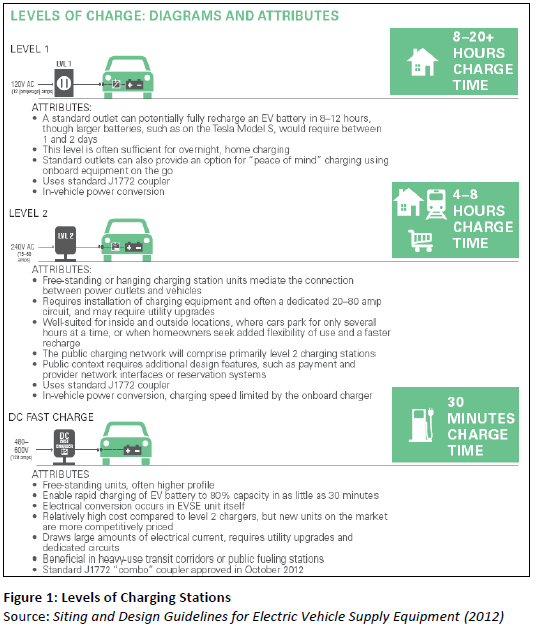 LEVELS OF CHARGE: DIAGRAMS AND ATTRIBUTES
8–20+
HOURS
CHARGE
TIME
LEVEL 1
LVL 1
120V AC
ATTRIBUTES:
• A standard outlet can potentially fully recharge an EV battery in 8–12 hours,
though larger batteries, such as on the Tesla Model S, would require between
1 and 2 days
• This level is often sufficient for overnight, home charging
• Standard outlets can also provide an option for "peace of mind" charging using
onboard equipment on the go
• Uses standard J1772 coupler
• In-vehicle power conversion
4–8
HOURS
CHARGE
TIME
LEVEL 2
LVL 2
240V AC
ATTRIBUTES:
• Free-standing or hanging charging station units mediate the connection
between power outlets and vehicles
• Requires installation of charging equipment and often a dedicated 20–80 amp
circuit, and may require utility upgrades
• Well-suited for inside and outside locations, where cars park for only several
hours at a time, or when homeowners seek added flexibility of use and a faster
recharge
• The public charging network will comprise primarily level 2 charging stations
• Public context requires additional design features, such as payment and
provider network interfaces or reservation systems
• Uses standard J1772 coupler
• In-vehicle power conversion, charging speed limited by the onboard charger
30
MINUTES
CHARGE
TIME
DC FAST CHARGE
DC
FAST
480–
600V
ATTRIBUTES
• Free-standing units, often higher profile
• Enable rapid charging of EV battery to 80% capacity in as little as 30 minutes
• Electrical conversion occurs in EVSE unit itself
• Relatively high cost compared to level 2 chargers, but new units on the market
are more competitively priced
• Draws large amounts of electrical current, requires utility upgrades and
dedicated circuits
• Beneficial in heavy-use transit corridors or public fueling stations
• Standard J1772 "combo" coupler approved in October 2012
Figure 1: Levels of Charging Stations
Source: Siting and Design Guidelines for Electric Vehicle Supply Equipment (2012)